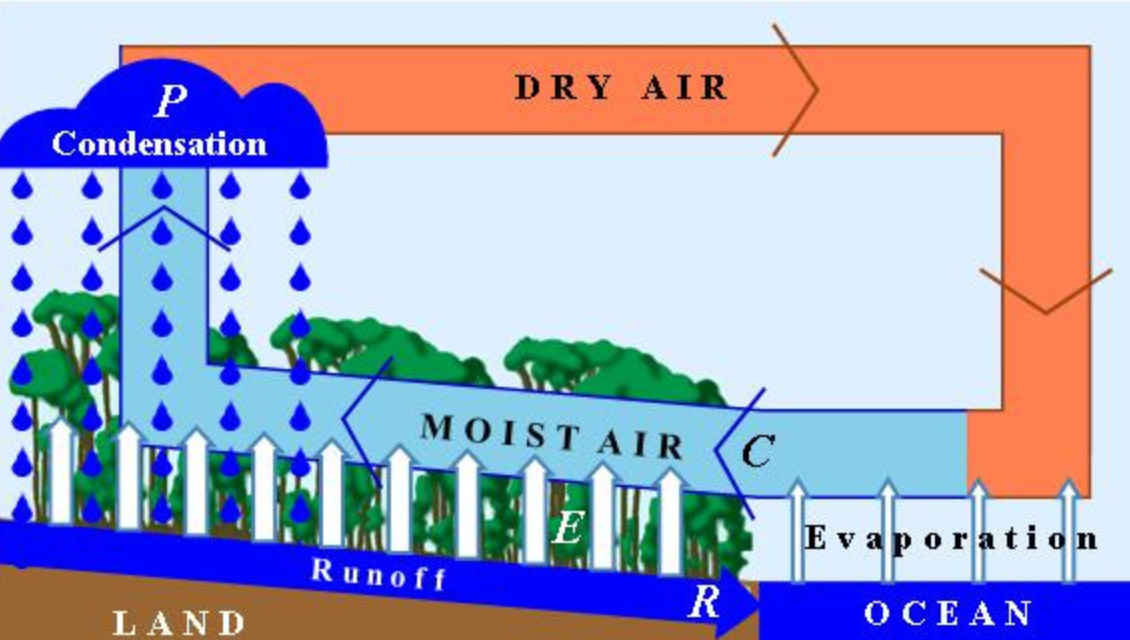 DRY AIR
P
Condensation
MOIST AIR
C
E
Evaporation
Runoff
R
OCEAN
LAND